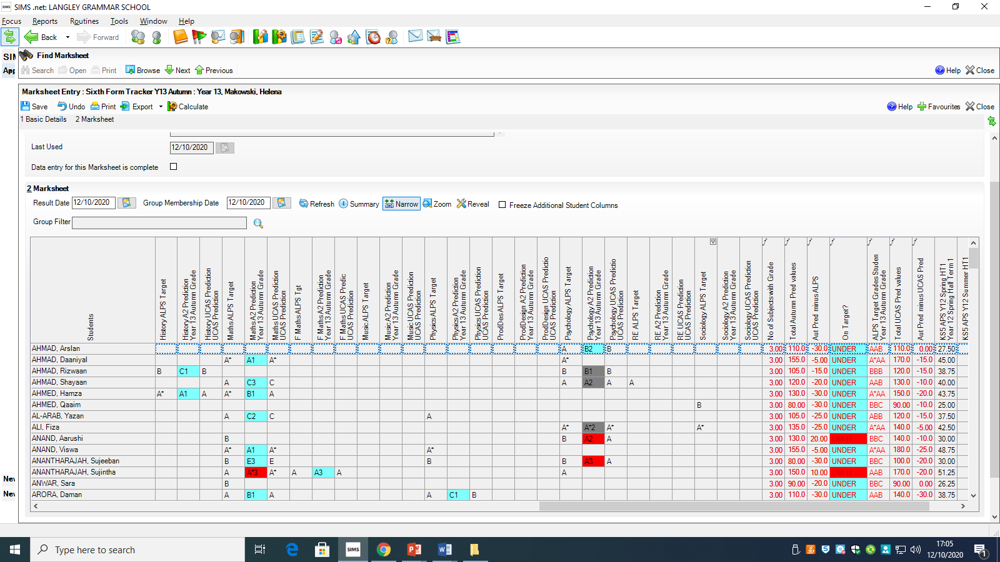 SIMS .net: LANGLEY GRAMMAR SCHOOL
Focus Reports Routines Tools Window Help
Back Forward
Find Marksheet
Search Open Print Browse Next Previous Help Close
Marksheet Entry : Sixth Form Tracker Y13 Autumn : Year 13, Makowski, Helena
Save Undo Print Export Calculate Help Favourites Close
1 Basic Details 2 Marksheet
Last Used 12/10/2020
Data entry for this Marksheet is complete
2 Marksheet
Result Date 12/10/2020 Group Membership Date 12/10/2020 Refresh Summary Narrow Zoom Reveal Freeze Additional Student Columns
Group Filter
Students
History ALPS Target
History A2 Prediction Year 13 Autumn Grade
History UCAS Prediction UCAS Prediction
Maths ALPS Target
Maths A2 Prediction Year 13 Autumn Grade
Maths UCAS Prediction UCAS Prediction
F Maths ALPS Tgt
F Maths A2 Prediction Year 13 Autumn Grade
F Maths UCAS Predic UCAS Prediction
Music ALPS Target
Music A2 Prediction Year 13 Autumn Grade
Music UCAS Prediction UCAS Prediction
Physics ALPS Target
Physics A2 Prediction Year 13 Autumn Grade
Physics UCAS Prediction UCAS Prediction
ProdDes ALPS Target
ProdDesign A2 Prediction Year 13 Autumn Grade
ProdDesign UCAS Predictio UCAS Prediction
Psychology ALPS Target
Psychology A2 Prediction Year 13 Autumn Grade
Psychology UCAS Predictio UCAS Prediction
RE ALPS Target
RE A2 Prediction Year 13 Autumn Grade
RE UCAS Prediction UCAS Prediction
Sociology ALPS Target
Sociology A2 Prediction Year 13 Autumn Grade
Sociology UCAS Prediction UCAS Prediction
No of Subjects with Grade
Total Autumn Pred values
Aut Pred minus ALPS
On Target?
ALPS Target Grades Studen Year 13 Autumn Grade
Total UCAS Pred values
Aut Pred minus UCAS Pred
KS5 APS Y12 Spring HT1 Year 12 Spring Half Term 1
KS5 APS Y12 Summer HT1
AHMAD, Arslan A B2 B 3.00 110.0 -30.0 UNDER AAB 110.0 0.00 27.50
AHMAD, Daaniyal A* A1 A* A* 3.00 155.0 -5.00 UNDER A*AA 170.0 -15.0 45.00
AHMAD, Rizwaan B C1 B B B1 B 3.00 105.0 -15.0 UNDER BBB 120.0 -15.0 38.75
AHMAD, Shayaan A C3 C A A2 A A 3.00 120.0 -20.0 UNDER AAB 130.0 -10.0 40.00
AHMED, Hamza A* A1 A A* B1 A 3.00 130.0 -30.0 UNDER A*AA 150.0 -20.0 43.75
AHMED, Qaaim B 3.00 80.00 -30.0 UNDER BBC 90.00 -10.0 25.00
AL-ARAB, Yazan A C2 C A 3.00 105.0 -25.0 UNDER ABB 120.0 -15.0 37.50
ALI, Fiza A* A*2 A* A* 3.00 135.0 -25.0 UNDER A*AA 140.0 -5.00 42.50
ANAND, Aarushi B B A2 A 3.00 130.0 20.00 BBC 140.0 -10.0 30.00
ANAND, Viswa A* A1 A* A* 3.00 155.0 -5.00 UNDER A*AA 180.0 -25.0 48.75
ANANTHARAJAH, Sujeeban B E3 E B B A3 A 3.00 80.00 -30.0 UNDER BBC 100.0 -20.0 30.00
ANANTHARAJAH, Sujintha A A*3 A* A A3 A A 3.00 150.0 10.00 AAB 170.0 -20.0 51.25
ANWAR, Sara B 3.00 90.00 -20.0 UNDER BBC 90.00 0.00 26.25
ARORA, Daman A B1 A A C1 B 3.00 110.0 -30.0 UNDER AAB 140.0 -30.0 38.75
Type here to search
SIMS
17:05
12/10/2020
1